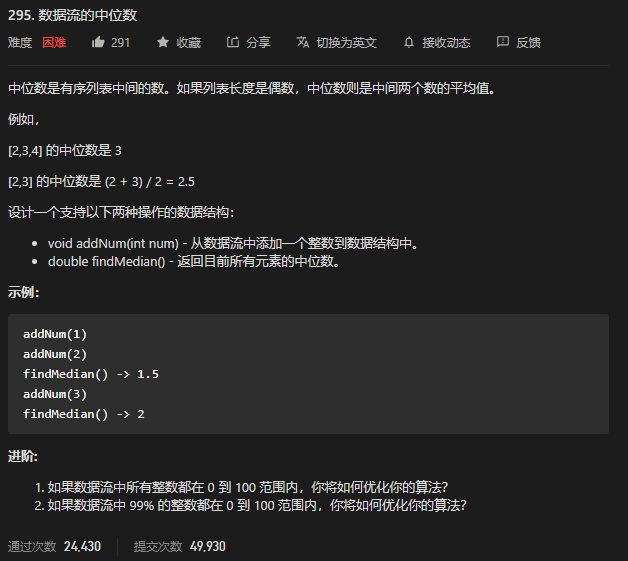 295. 数据流的中位数
难度 困难 291 收藏 分享 切换为英文 接收动态 反馈
中位数是有序列表中间的数。如果列表长度是偶数，中位数则是中间两个数的平均值。
例如，
[2,3,4] 的中位数是 3
[2,3] 的中位数是 (2 + 3) / 2 = 2.5
设计一个支持以下两种操作的数据结构：
• void addNum(int num) - 从数据流中添加一个整数到数据结构中。
• double findMedian() - 返回目前所有元素的中位数。
示例：
addNum(1)
addNum(2)
findMedian() -> 1.5
addNum(3)
findMedian() -> 2
进阶:
1. 如果数据流中所有整数都在 0 到 100 范围内，你将如何优化你的算法？
2. 如果数据流中 99% 的整数都在 0 到 100 范围内，你将如何优化你的算法？
通过次数 24,430 提交次数 49,930